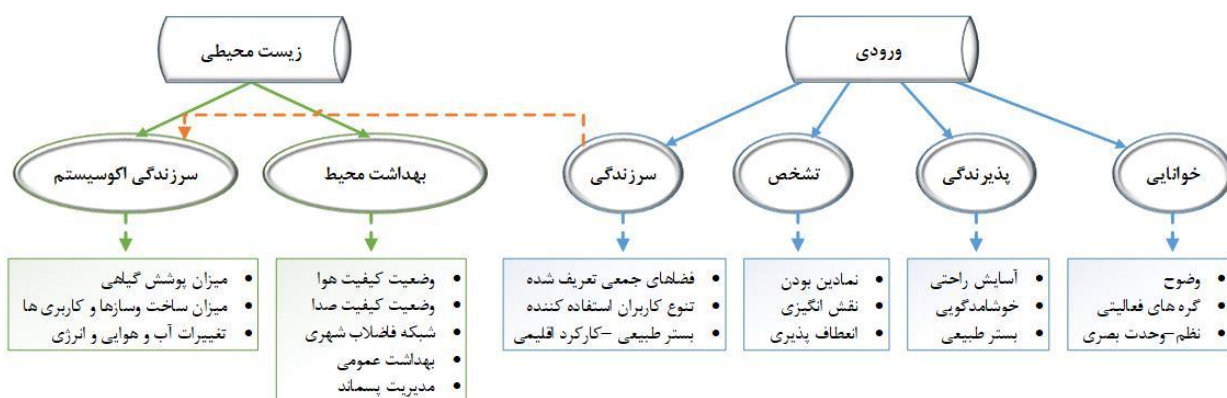 ورودی
زیست محیطی
خوانایی
پذیرندگی
تشخص
سرزندگی
بهداشت محیط
سرزندگی اکوسیستم
• وضوح
• گره های فعالیتی
• نظم-وحدت بصری
• آسایش راحتی
• خوشامدگویی
• بستر طبیعی
• نمادین بودن
• نقش انگیزی
• انعطاف پذیری
• فضاهای جمعی تعریف شده
• تنوع کاربران استفاده کننده
• بستر طبیعی -کارکرد اقلیمی
• وضعیت کیفیت هوا
• وضعیت کیفیت صدا
• شبکه فاضلاب شهری
• بهداشت عمومی
• مدیریت پسماند
• میزان پوشش گیاهی
• میزان ساخت وسازها و کاربری ها
• تغییرات آب و هوایی و انرژی